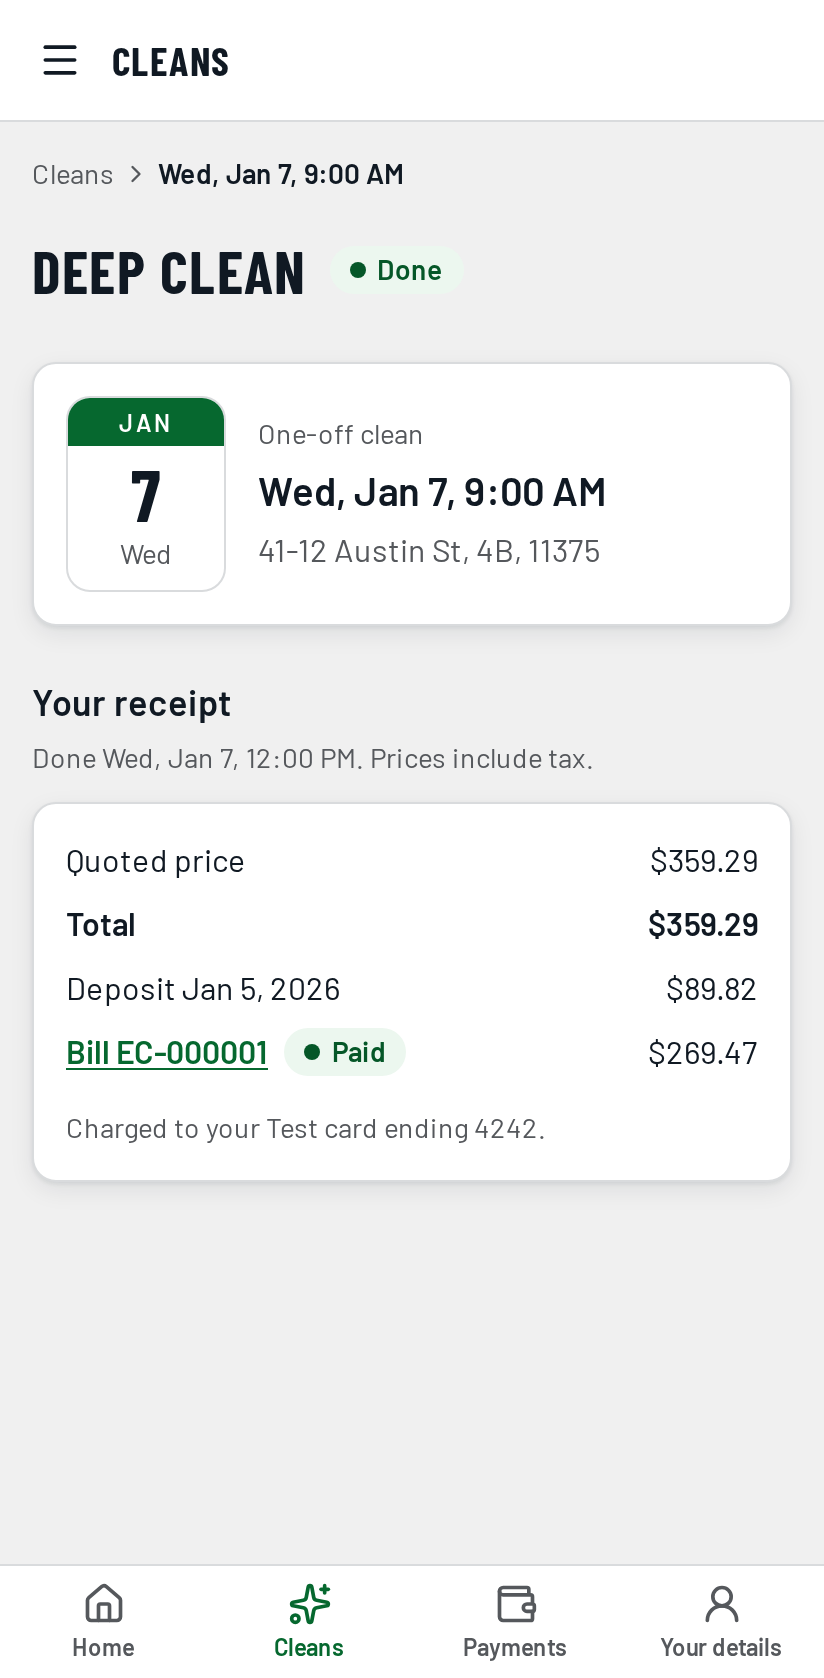 CLEANS
Cleans > Wed, Jan 7, 9:00 AM
DEEP CLEAN Done
JAN
7
Wed
One-off clean
Wed, Jan 7, 9:00 AM
41-12 Austin St, 4B, 11375
Your receipt
Done Wed, Jan 7, 12:00 PM. Prices include tax.
Quoted price $359.29
Total $359.29
Deposit Jan 5, 2026 $89.82
Bill EC-000001 Paid $269.47
Charged to your Test card ending 4242.
Home Cleans Payments Your details